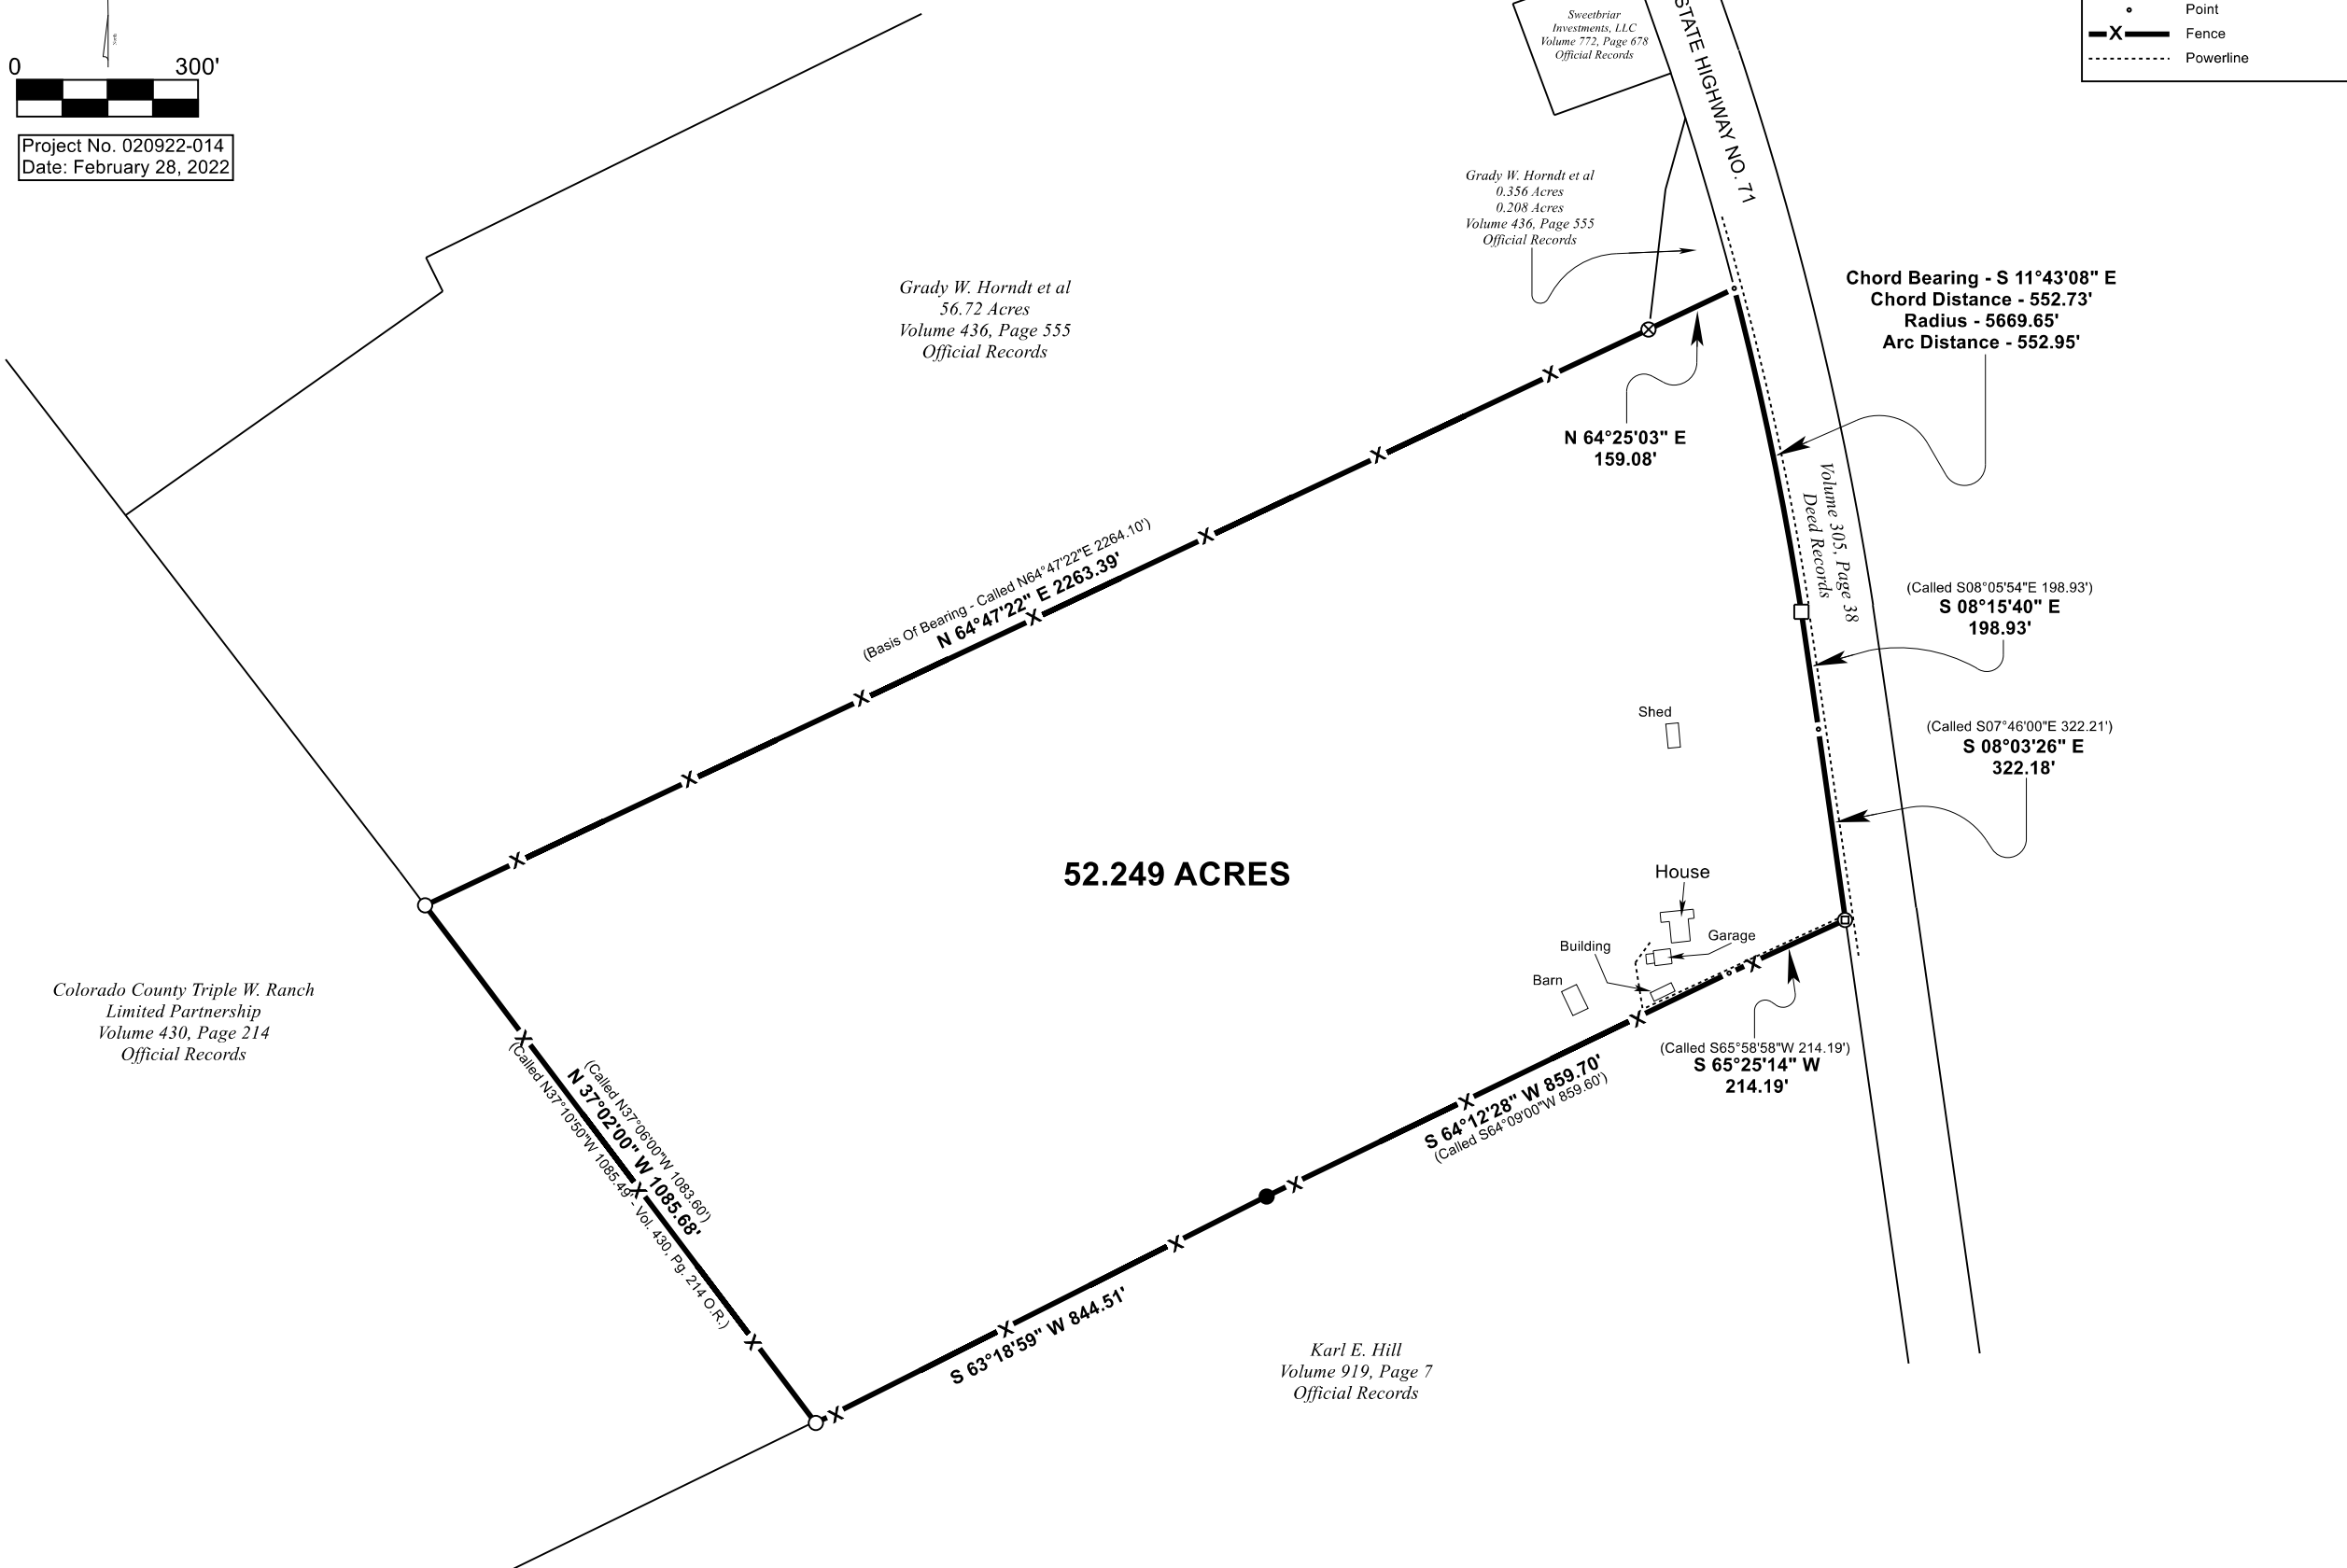 North
0 300'
Project No. 020922-014
Date: February 28, 2022
Sweetbriar
Investments, LLC
Volume 772, Page 678
Official Records
STATE HIGHWAY NO. 71
Point
X Fence
Powerline
Grady W. Horndt et al
0.356 Acres
0.208 Acres
Volume 436, Page 555
Official Records
Grady W. Horndt et al
56.72 Acres
Volume 436, Page 555
Official Records
Chord Bearing - S 11°43'08" E
Chord Distance - 552.73'
Radius - 5669.65'
Arc Distance - 552.95'
N 64°25'03" E
159.08'
Volume 305, Page 38
Deed Records
(Basis Of Bearing - Called N64°47'22"E 2264.10')
N 64°47'22" E 2263.39'
(Called S08°05'54"E 198.93')
S 08°15'40" E
198.93'
Shed
(Called S07°46'00"E 322.21')
S 08°03'26" E
322.18'
52.249 ACRES
House
Garage
Building
Barn
(Called S65°58'58"W 214.19')
S 65°25'14" W
214.19'
S 64°12'28" W 859.70'
(Called S64°09'00"W 859.60')
Colorado County Triple W. Ranch
Limited Partnership
Volume 430, Page 214
Official Records
(Called N37°06'00"W 1083.60')
N 37°02'00" W 1085.68'
(Called N37°10'50"W 1085.49' - Vol. 430, Pg. 214 O.R.)
S 63°18'59" W 844.51'
Karl E. Hill
Volume 919, Page 7
Official Records